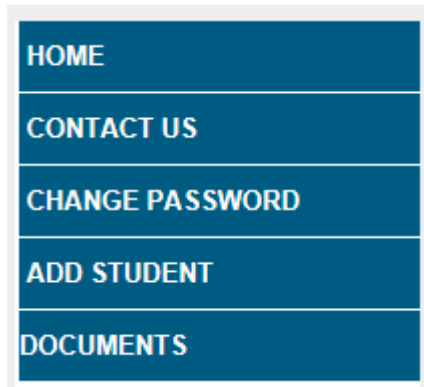 HOME
CONTACT US
CHANGE PASSWORD
ADD STUDENT
DOCUMENTS